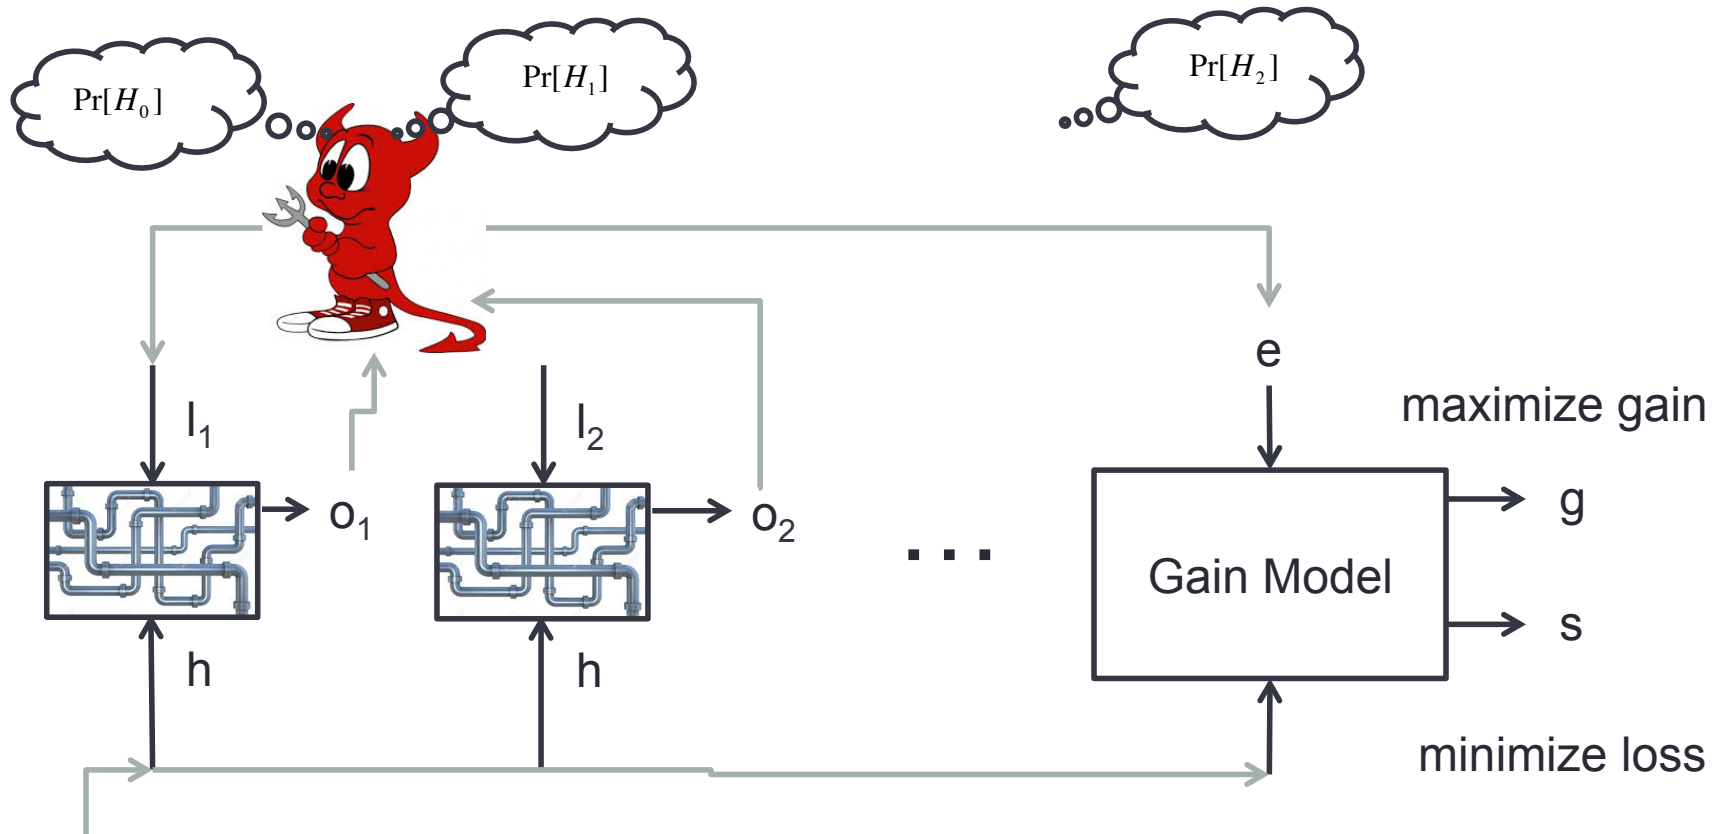 Pr[H₀]
Pr[H₁]
Pr[H₂]
e
maximize gain
l₁
l₂
o₁
o₂
...
Gain Model
g
s
h
h
minimize loss